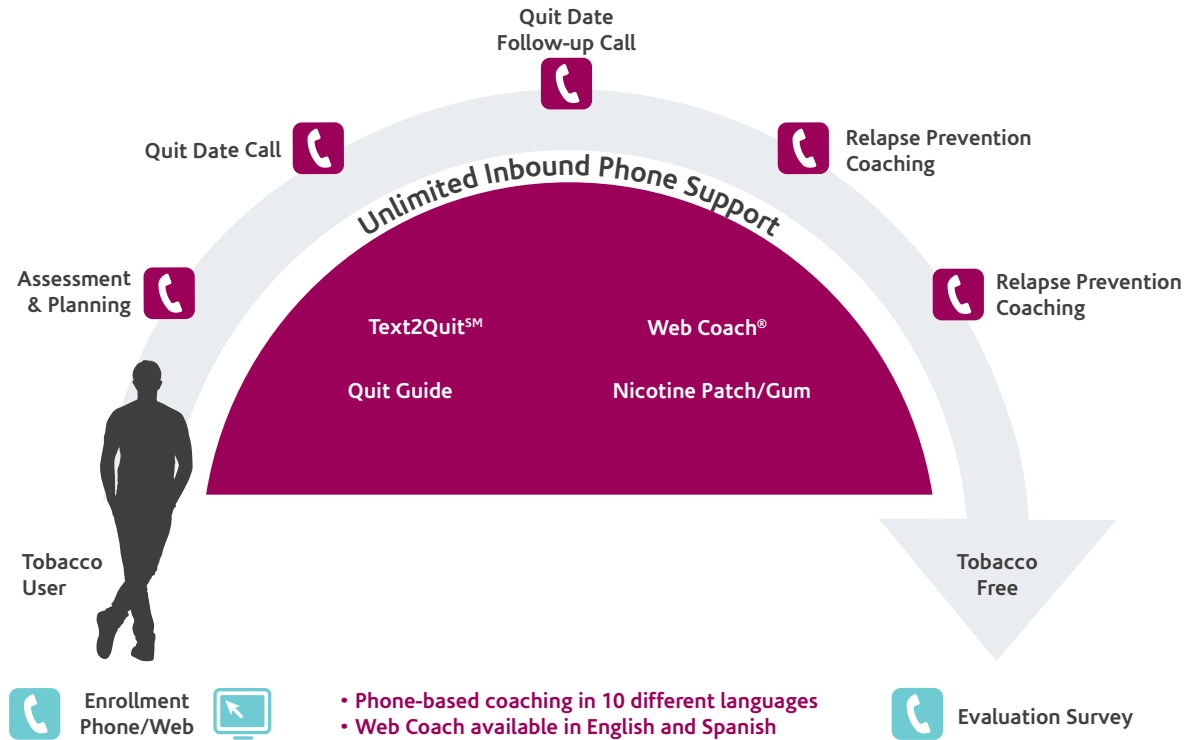 Quit Date
Follow-up Call
Quit Date Call
Relapse Prevention
Coaching
Unlimited Inbound Phone Support
Assessment
& Planning
Relapse Prevention
Coaching
Text2Quit℠
Web Coach®
Quit Guide
Nicotine Patch/Gum
Tobacco
User
Tobacco
Free
Enrollment
Phone/Web
• Phone-based coaching in 10 different languages
• Web Coach available in English and Spanish
Evaluation Survey